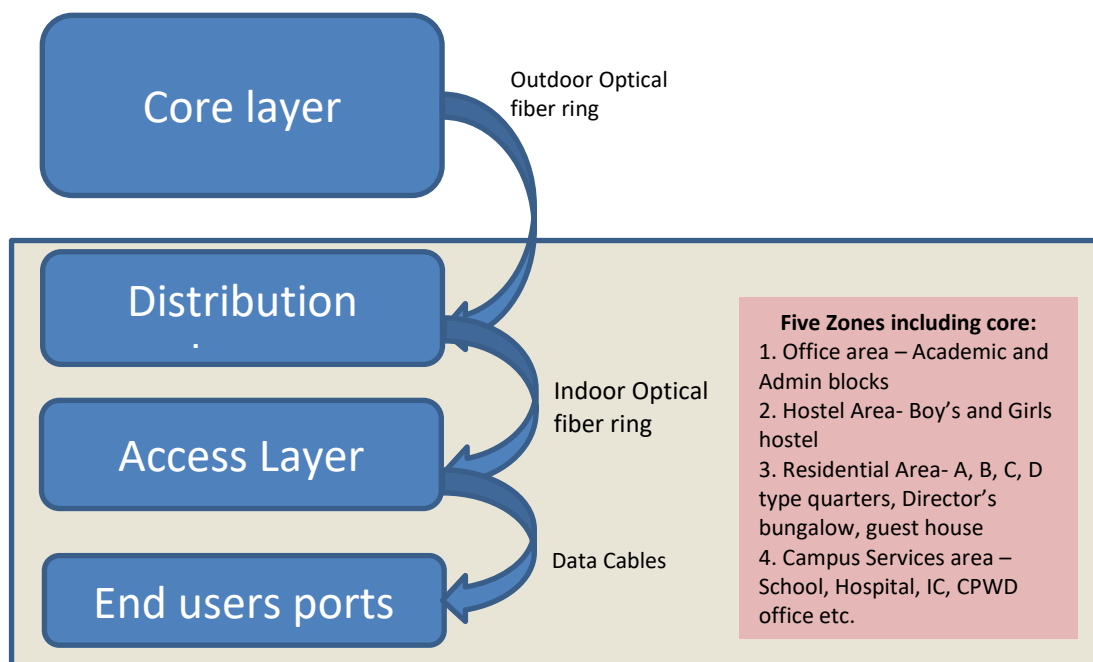 Core layer
Outdoor Optical
fiber ring
Distribution
Indoor Optical
fiber ring
Access Layer
Data Cables
End users ports
Five Zones including core:
1. Office area – Academic and
Admin blocks
2. Hostel Area- Boy’s and Girls
hostel
3. Residential Area- A, B, C, D
type quarters, Director’s
bungalow, guest house
4. Campus Services area –
School, Hospital, IC, CPWD
office etc.